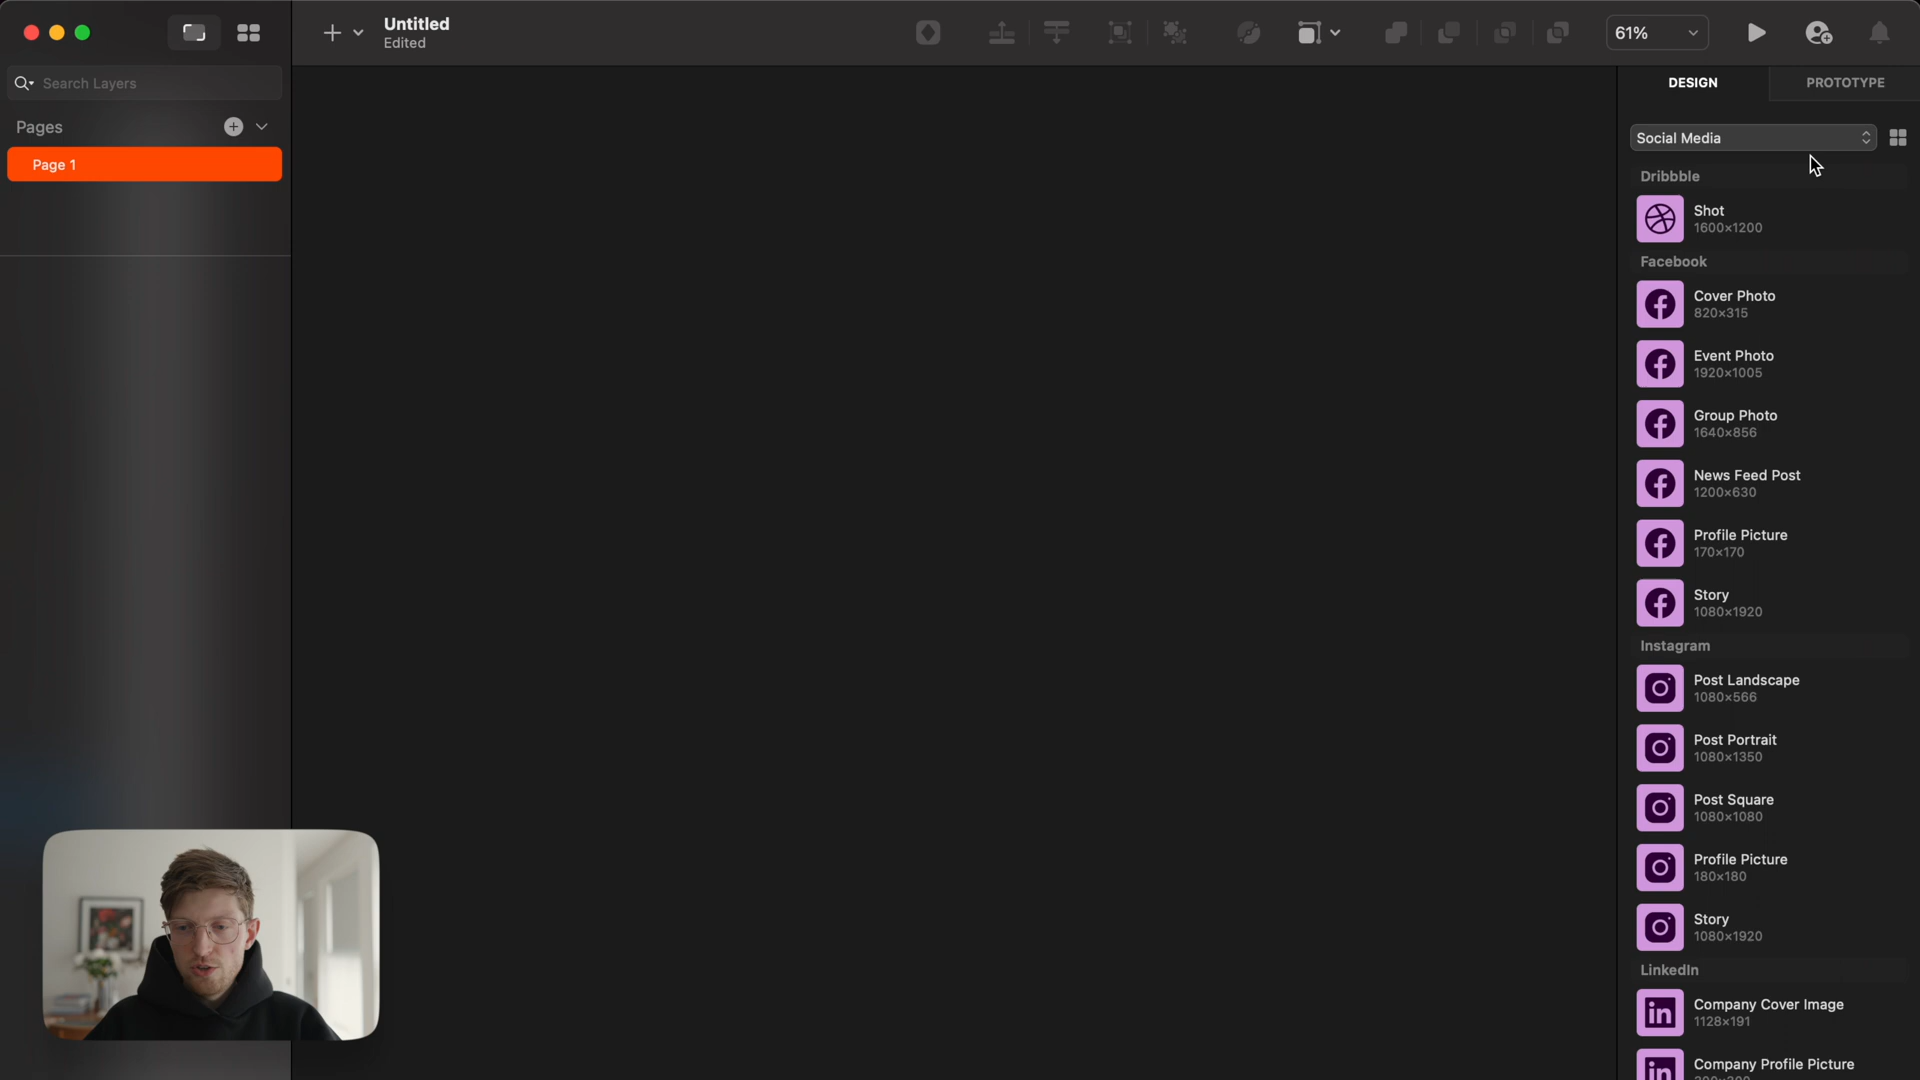 Untitled
Edited
61%
Search Layers
Pages
Page 1
DESIGN
PROTOTYPE
Social Media
Dribbble
Shot
1600×1200
Facebook
Cover Photo
820×315
Event Photo
1920×1005
Group Photo
1640×856
News Feed Post
1200×630
Profile Picture
170×170
Story
1080×1920
Instagram
Post Landscape
1080×566
Post Portrait
1080×1350
Post Square
1080×1080
Profile Picture
180×180
Story
1080×1920
LinkedIn
Company Cover Image
1128×191
Company Profile Picture